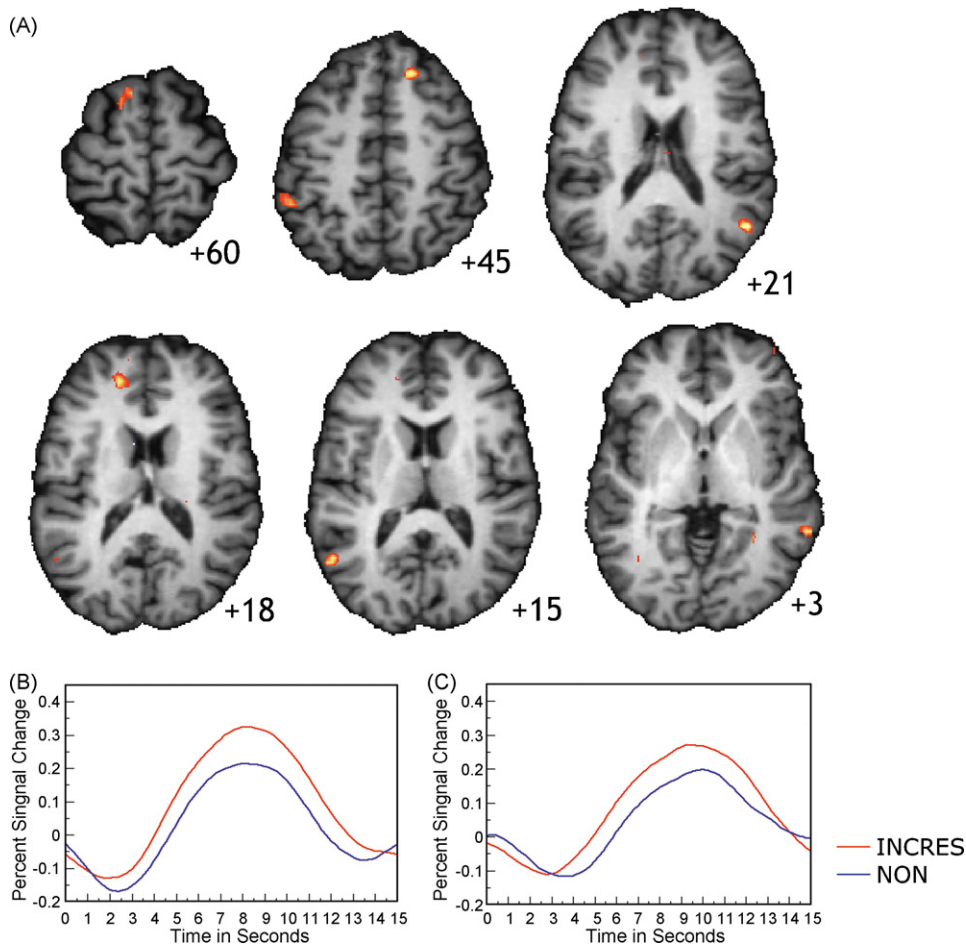 (A)
+60
+45
+21
+18
+15
+3
(B)
Percent Singnal Change
0.4
0.3
0.2
0.1
0
-0.1
-0.2
0 1 2 3 4 5 6 7 8 9 10 11 12 13 14 15
Time in Seconds
(C)
Percent Singnal Change
0.4
0.3
0.2
0.1
0
-0.1
-0.2
0 1 2 3 4 5 6 7 8 9 10 11 12 13 14 15
Time in Seconds
INCRES
NON